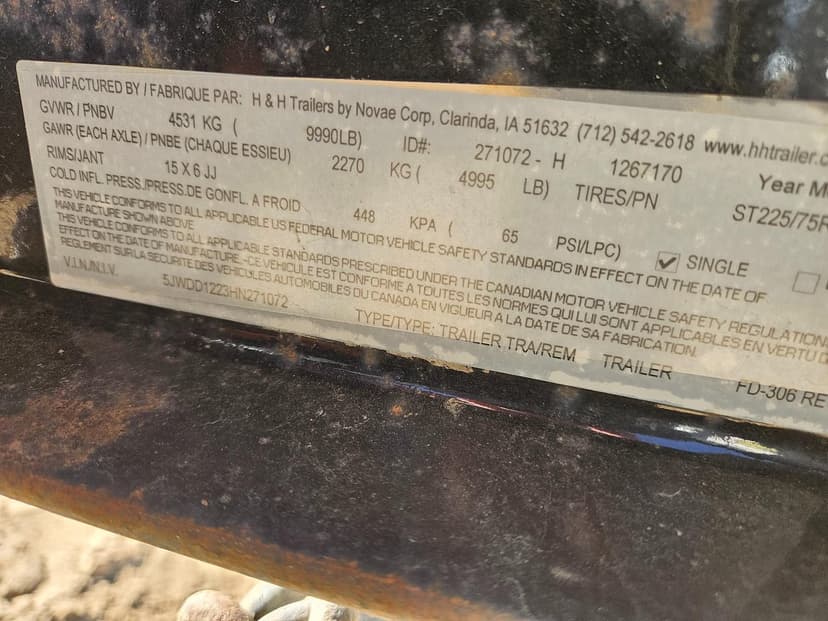 MANUFACTURED BY / FABRIQUE PAR: H & H Trailers by Novae Corp, Clarinda, IA 51632 (712) 542-2618 www.hhtrailer.c
GVWR / PNBV 4531 KG ( 9990LB) ID#: 271072 - H 1267170 Year M
GAWR (EACH AXLE) / PNBE (CHAQUE ESSIEU) 2270 KG ( 4995 LB) TIRES/PN ST225/75R
RIMS/JANT 15 X 6 JJ
COLD INFL. PRESS./PRESS.DE GONFL. A FROID 448 KPA ( 65 PSI/LPC) SINGLE
THIS VEHICLE CONFORMS TO ALL APPLICABLE US FEDERAL MOTOR VEHICLE SAFETY STANDARDS IN EFFECT ON THE DATE OF
MANUFACTURE SHOWN ABOVE
THIS VEHICLE CONFORMS TO ALL APPLICABLE STANDARDS PRESCRIBED UNDER THE CANADIAN MOTOR VEHICLE SAFETY REGULATION
IN EFFECT ON THE DATE OF MANUFACTURE. -CE VEHICULE EST CONFORME A TOUTES LES NORMES QUI LUI SONT APPLICABLES EN VERTU D
REGLEMENT SUR LA SECURITE DES VEHICULES AUTOMOBILES DU CANADA EN VIGUEUR A LA DATE DE SA FABRICATION.
V.I.N./N.I.V. 5JWDD1223HN271072 TYPE/TYPE: TRAILER TRA/REM TRAILER FD-306 RE